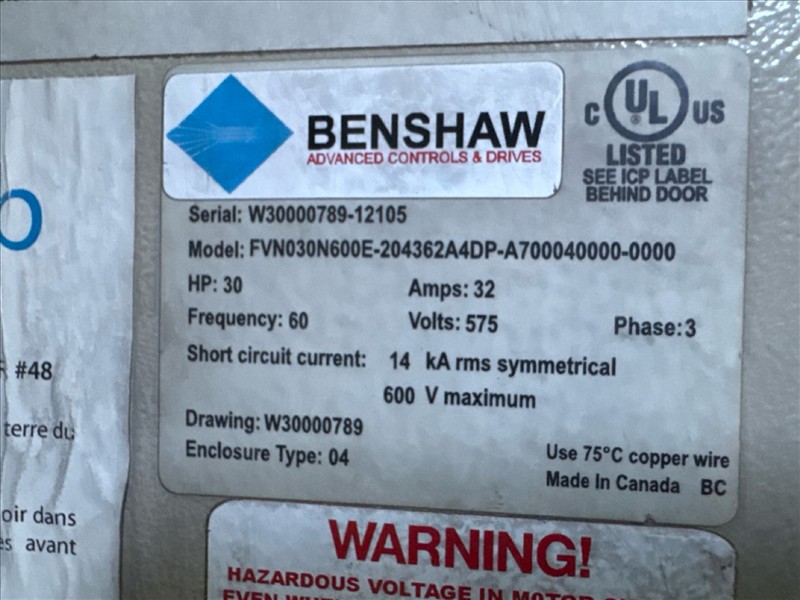 BENSHAW
ADVANCED CONTROLS & DRIVES
C UL ® US
LISTED
SEE ICP LABEL
BEHIND DOOR
Serial: W30000789-12105
Model: FVN030N600E-204362A4DP-A700040000-0000
HP: 30 Amps: 32
Frequency: 60 Volts: 575 Phase: 3
Short circuit current: 14 kA rms symmetrical
600 V maximum
Drawing: W30000789
Enclosure Type: 04
Use 75°C copper wire
Made In Canada BC
#48
terre du
oir dans
avant
WARNING!
HAZARDOUS VOLTAGE IN MOTOR